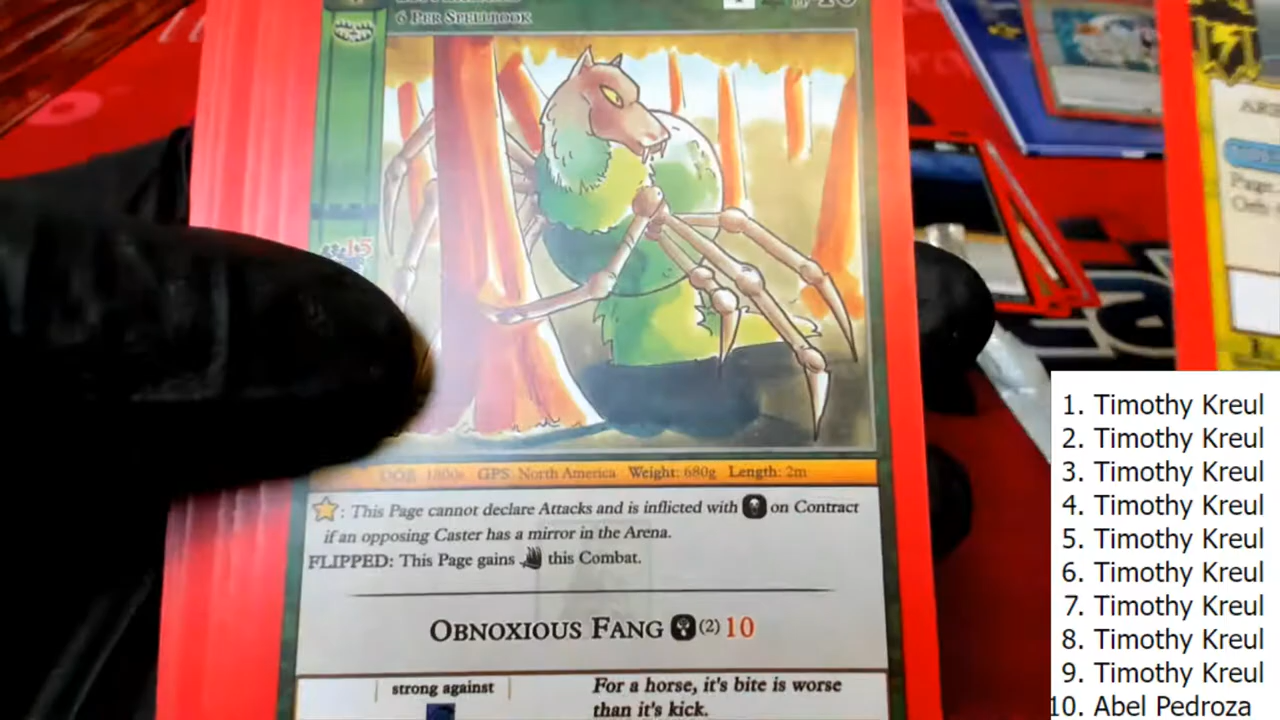 6 Per Spellbook
15
DOB: 1800s GPS: North America Weight: 680g Length: 2m
: This Page cannot declare Attacks and is inflicted with on Contract
if an opposing Caster has a mirror in the Arena.
FLIPPED: This Page gains this Combat.
Obnoxious Fang (2) 10
strong against
For a horse, it's bite is worse
than it's kick.
1. Timothy Kreul
2. Timothy Kreul
3. Timothy Kreul
4. Timothy Kreul
5. Timothy Kreul
6. Timothy Kreul
7. Timothy Kreul
8. Timothy Kreul
9. Timothy Kreul
10. Abel Pedroza